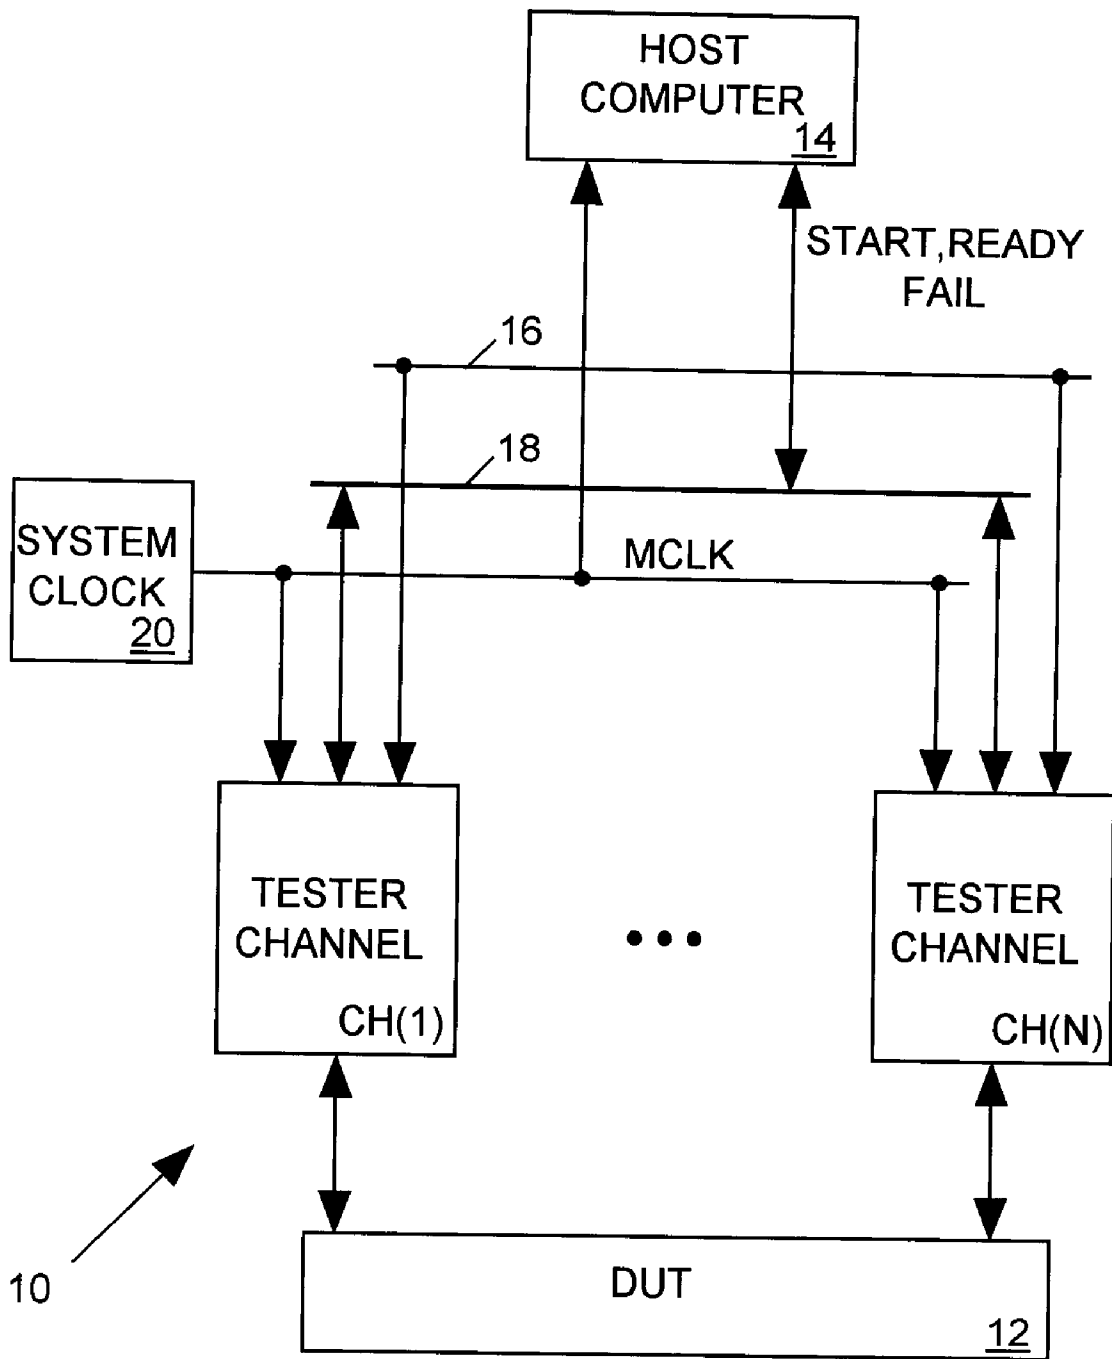 HOST
COMPUTER
14
START,READY
FAIL
16
18
SYSTEM
CLOCK
20
MCLK
TESTER
CHANNEL
CH(1)
TESTER
CHANNEL
CH(N)
10
DUT
12